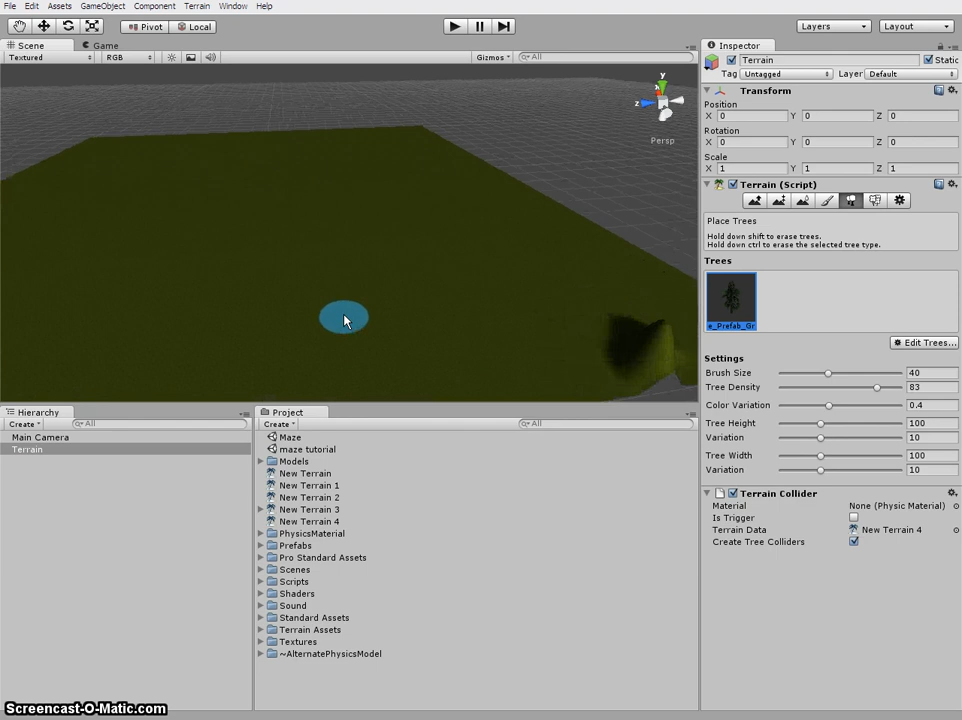 File Edit Assets GameObject Component Terrain Window Help
Pivot Local Layers Layout
Scene Game
Textured RGB Gizmos All
y
x
z
Persp
Inspector
Terrain Static
Tag Untagged Layer Default
Transform
Position
X 0 Y 0 Z 0
Rotation
X 0 Y 0 Z 0
Scale
X 1 Y 1 Z 1
Terrain (Script)
Place Trees
Hold down shift to erase trees.
Hold down ctrl to erase the selected tree type.
Trees
e_Prefab_Gr
Edit Trees...
Settings
Brush Size 40
Tree Density 83
Color Variation 0.4
Tree Height 100
Variation 10
Tree Width 100
Variation 10
Terrain Collider
Material None (Physic Material)
Is Trigger
Terrain Data New Terrain 4
Create Tree Colliders
Hierarchy
Create All
Main Camera
Terrain
Project
Create All
Maze
maze tutorial
Models
New Terrain
New Terrain 1
New Terrain 2
New Terrain 3
New Terrain 4
PhysicsMaterial
Prefabs
Pro Standard Assets
Scenes
Scripts
Shaders
Sound
Standard Assets
Terrain Assets
Textures
~AlternatePhysicsModel
Screencast-O-Matic.com